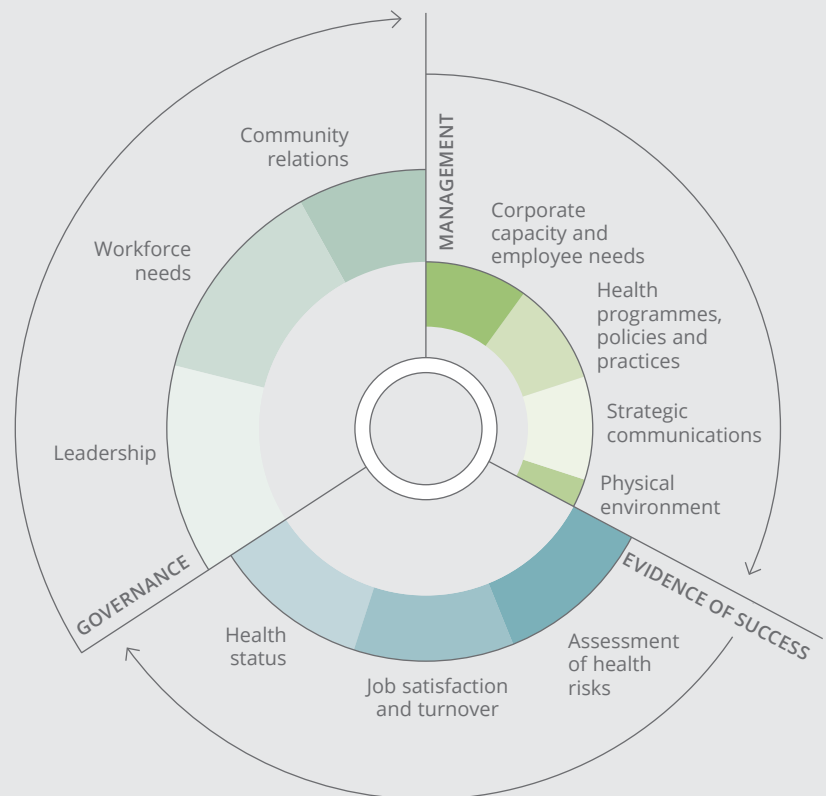 MANAGEMENT
Corporate
capacity and
employee needs
Health
programmes,
policies and
practices
Strategic
communications
Physical
environment
EVIDENCE OF SUCCESS
Assessment
of health
risks
Job satisfaction
and turnover
Health
status
GOVERNANCE
Leadership
Workforce
needs
Community
relations